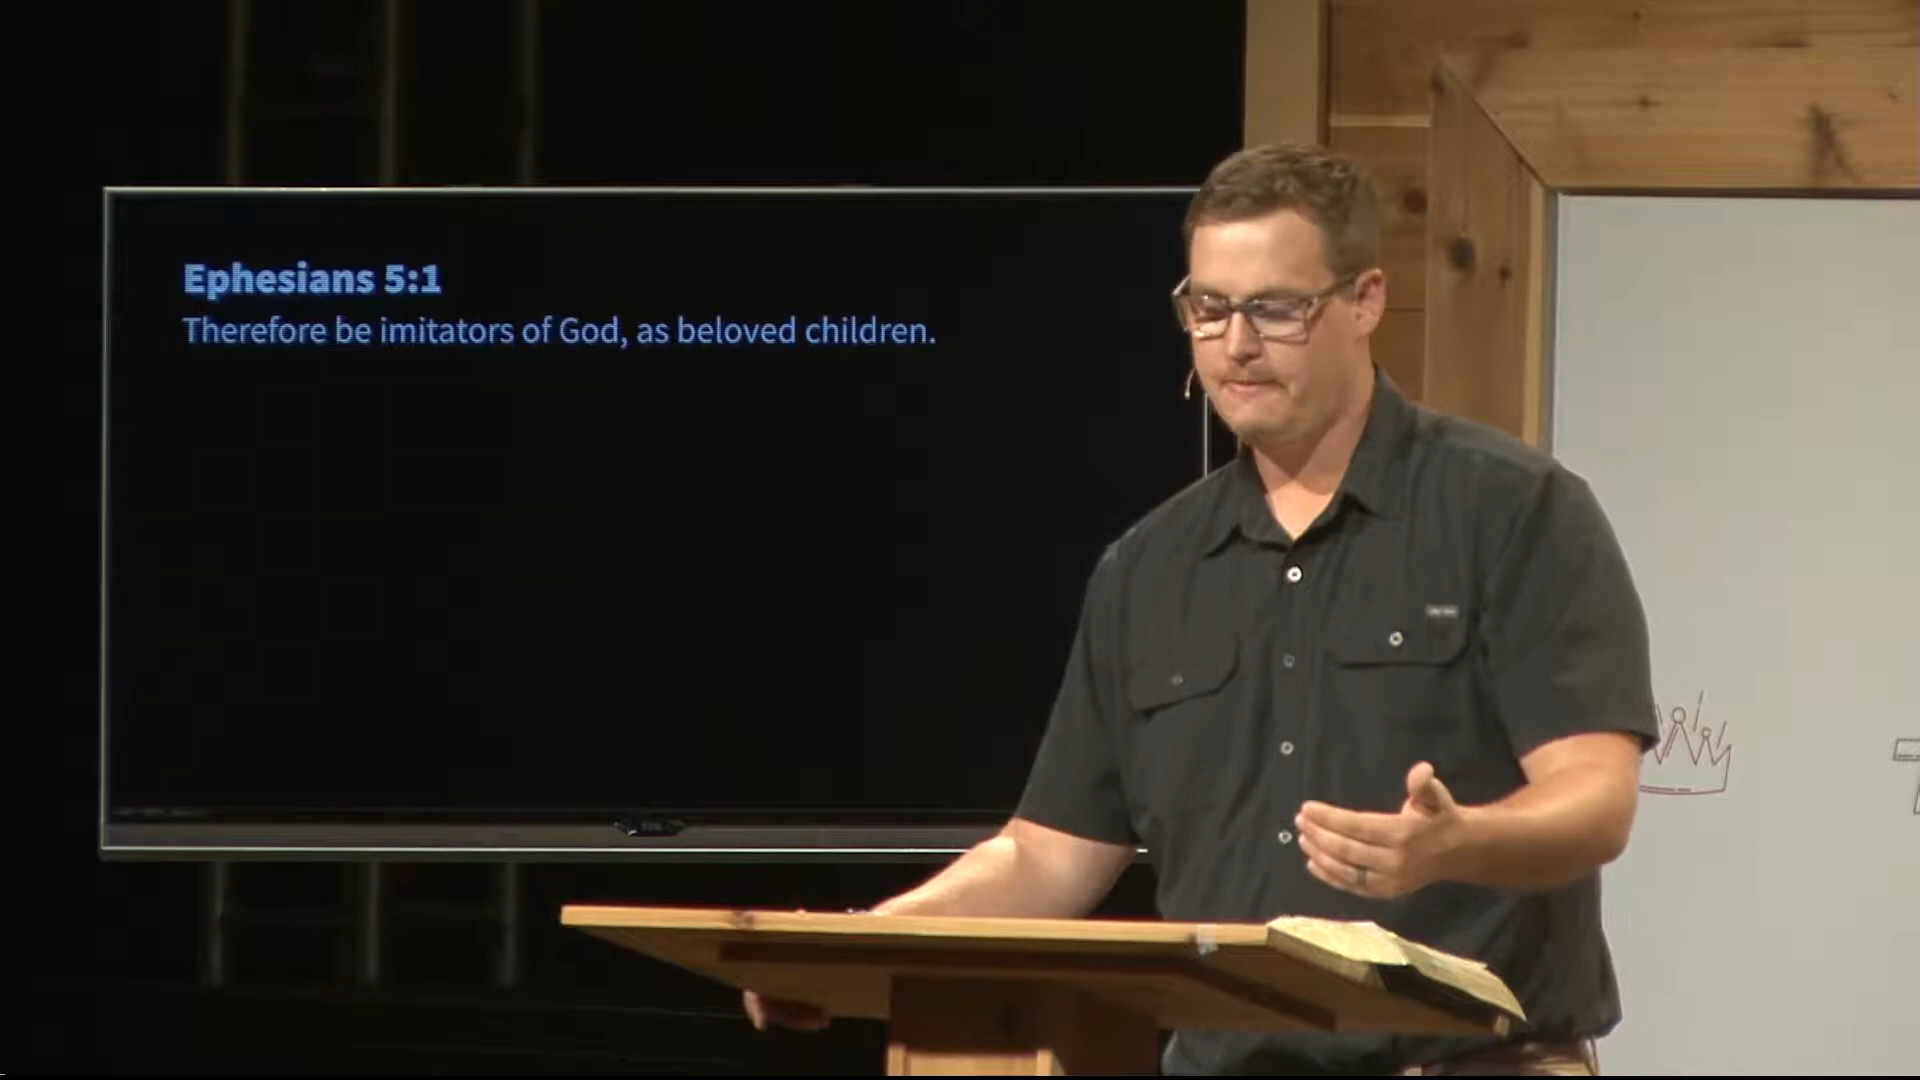 Ephesians 5:1
Therefore be imitators of God, as beloved children.